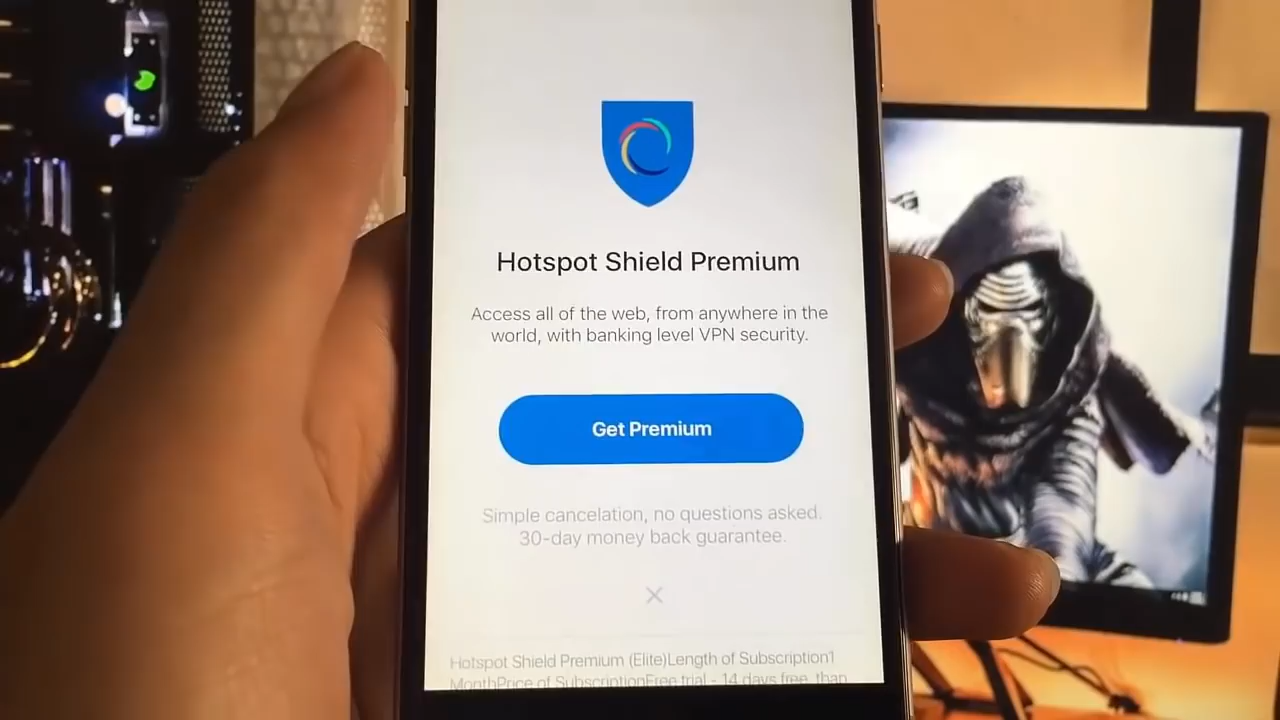 Hotspot Shield Premium
Access all of the web, from anywhere in the
world, with banking level VPN security.
Get Premium
Simple cancelation, no questions asked.
30-day money back guarantee.
Hotspot Shield Premium (Elite)Length of Subscription1
MonthPrice of SubscriptionFree trial - 14 days free, than